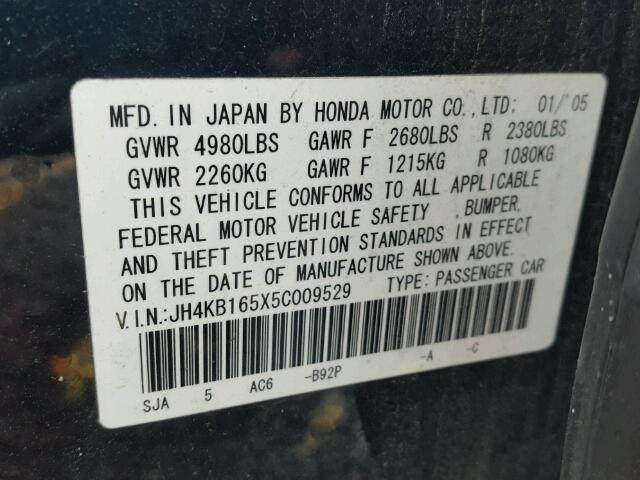 MFD. IN JAPAN BY HONDA MOTOR CO.,LTD: 01/'05
GVWR 4980LBS GAWR F 2680LBS R 2380LBS
GVWR 2260KG GAWR F 1215KG R 1080KG
THIS VEHICLE CONFORMS TO ALL APPLICABLE
FEDERAL MOTOR VEHICLE SAFETY ,BUMPER,
AND THEFT PREVENTION STANDARDS IN EFFECT
ON THE DATE OF MANUFACTURE SHOWN ABOVE.
V.I.N.:JH4KB165X5C009529 TYPE: PASSENGER CAR
SJA 5 AC6 -B92P -A -C